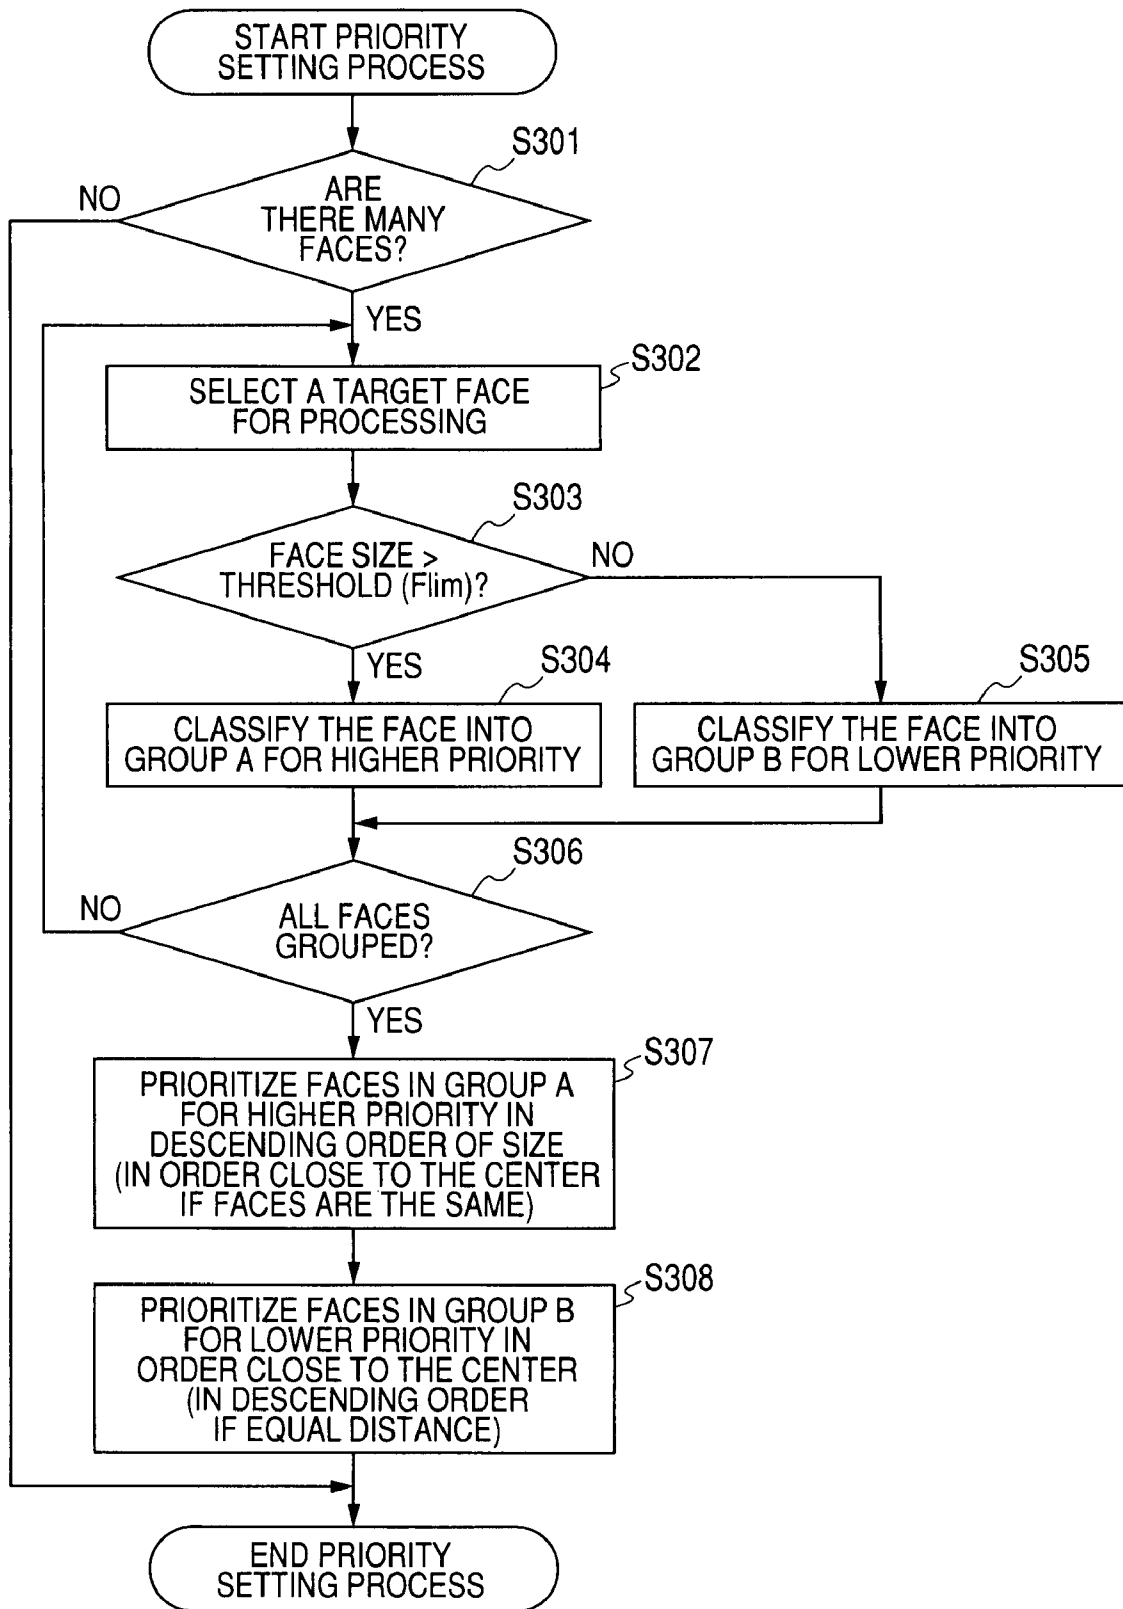 START PRIORITY
SETTING PROCESS
S301
NO
ARE
THERE MANY
FACES?
YES
S302
SELECT A TARGET FACE
FOR PROCESSING
S303
FACE SIZE >
THRESHOLD (Flim)?
NO
YES
S304
S305
CLASSIFY THE FACE INTO
GROUP A FOR HIGHER PRIORITY
CLASSIFY THE FACE INTO
GROUP B FOR LOWER PRIORITY
S306
NO
ALL FACES
GROUPED?
YES
S307
PRIORITIZE FACES IN GROUP A
FOR HIGHER PRIORITY IN
DESCENDING ORDER OF SIZE
(IN ORDER CLOSE TO THE CENTER
IF FACES ARE THE SAME)
S308
PRIORITIZE FACES IN GROUP B
FOR LOWER PRIORITY IN
ORDER CLOSE TO THE CENTER
(IN DESCENDING ORDER
IF EQUAL DISTANCE)
END PRIORITY
SETTING PROCESS